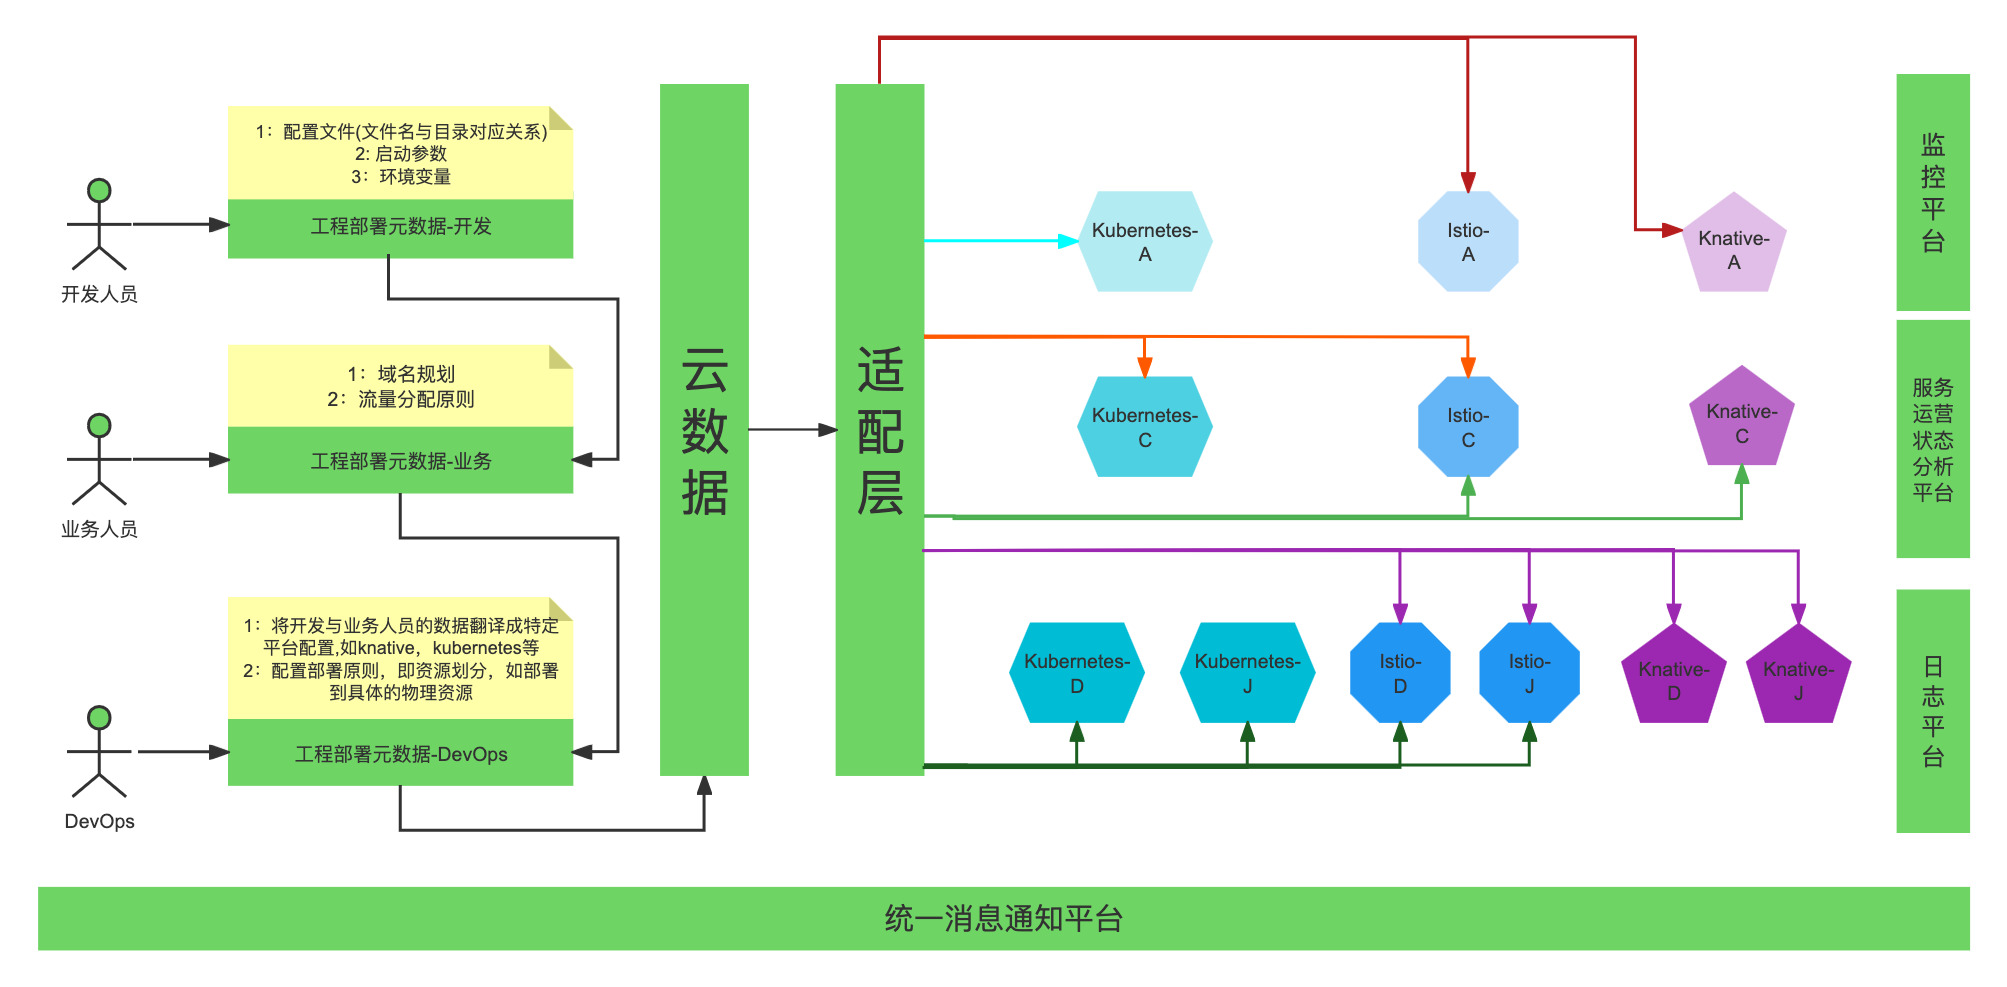 1：配置文件(文件名与目录对应关系)
2: 启动参数
3：环境变量
工程部署元数据-开发
开发人员
1：域名规划
2：流量分配原则
工程部署元数据-业务
业务人员
1：将开发与业务人员的数据翻译成特定
平台配置,如knative，kubernetes等
2：配置部署原则，即资源划分，如部署
到具体的物理资源
工程部署元数据-DevOps
DevOps
云
数
据
适
配
层
Kubernetes-
A
Istio-
A
Knative-
A
Kubernetes-
C
Istio-
C
Knative-
C
Kubernetes-
D
Kubernetes-
J
Istio-
D
Istio-
J
Knative-
D
Knative-
J
监
控
平
台
服务
运营
状态
分析
平台
日
志
平
台
统一消息通知平台